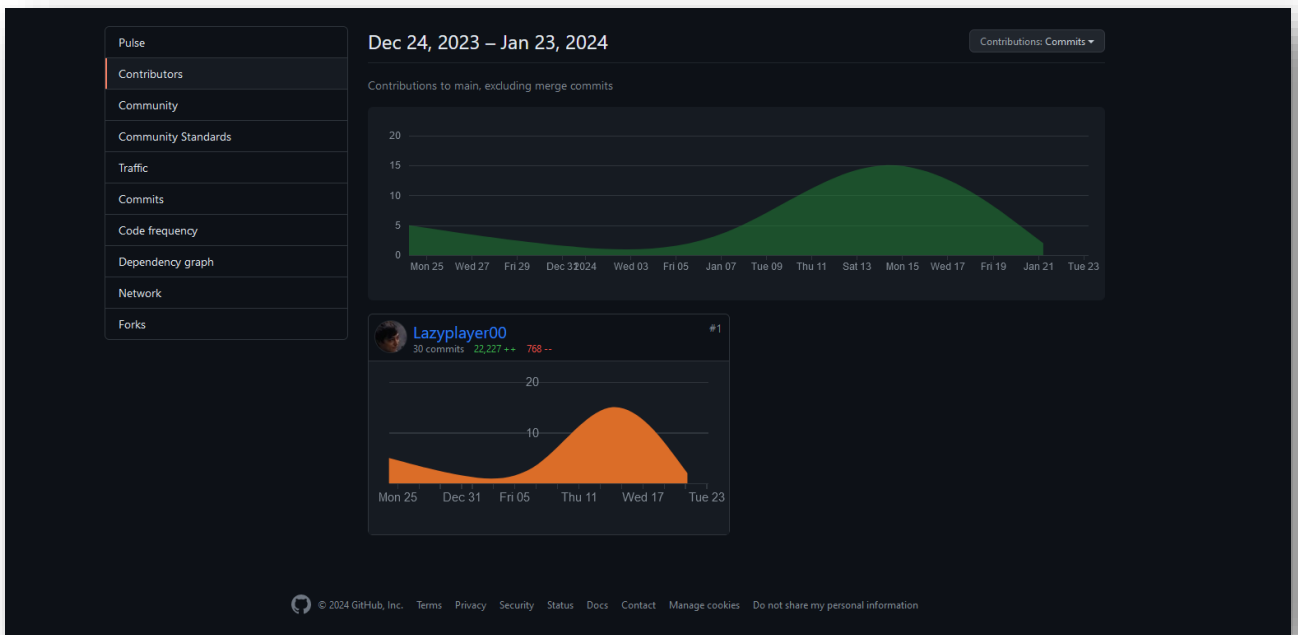 Pulse
Contributors
Community
Community Standards
Traffic
Commits
Code frequency
Dependency graph
Network
Forks
Dec 24, 2023 – Jan 23, 2024
Contributions: Commits
Contributions to main, excluding merge commits
20
15
10
5
0
Mon 25 Wed 27 Fri 29 Dec 31 2024 Wed 03 Fri 05 Jan 07 Tue 09 Thu 11 Sat 13 Mon 15 Wed 17 Fri 19 Jan 21 Tue 23
Lazyplayer00 #1
30 commits 22,227 ++ 768 --
20
10
Mon 25 Dec 31 Fri 05 Thu 11 Wed 17 Tue 23
© 2024 GitHub, Inc. Terms Privacy Security Status Docs Contact Manage cookies Do not share my personal information